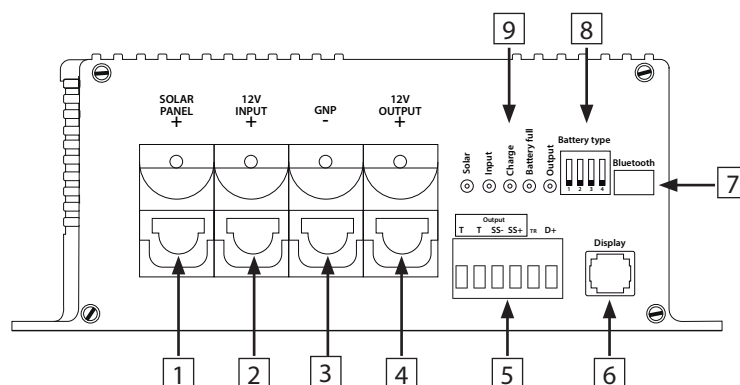 9
8
SOLAR
PANEL
+
12V
INPUT
+
GNP
-
12V
OUTPUT
+
Solar
Input
Charge
Battery full
Output
Battery type
1 2 3 4
Bluetooth
7
Output
T T SS- SS+ TR D+
Display
1
2
3
4
5
6